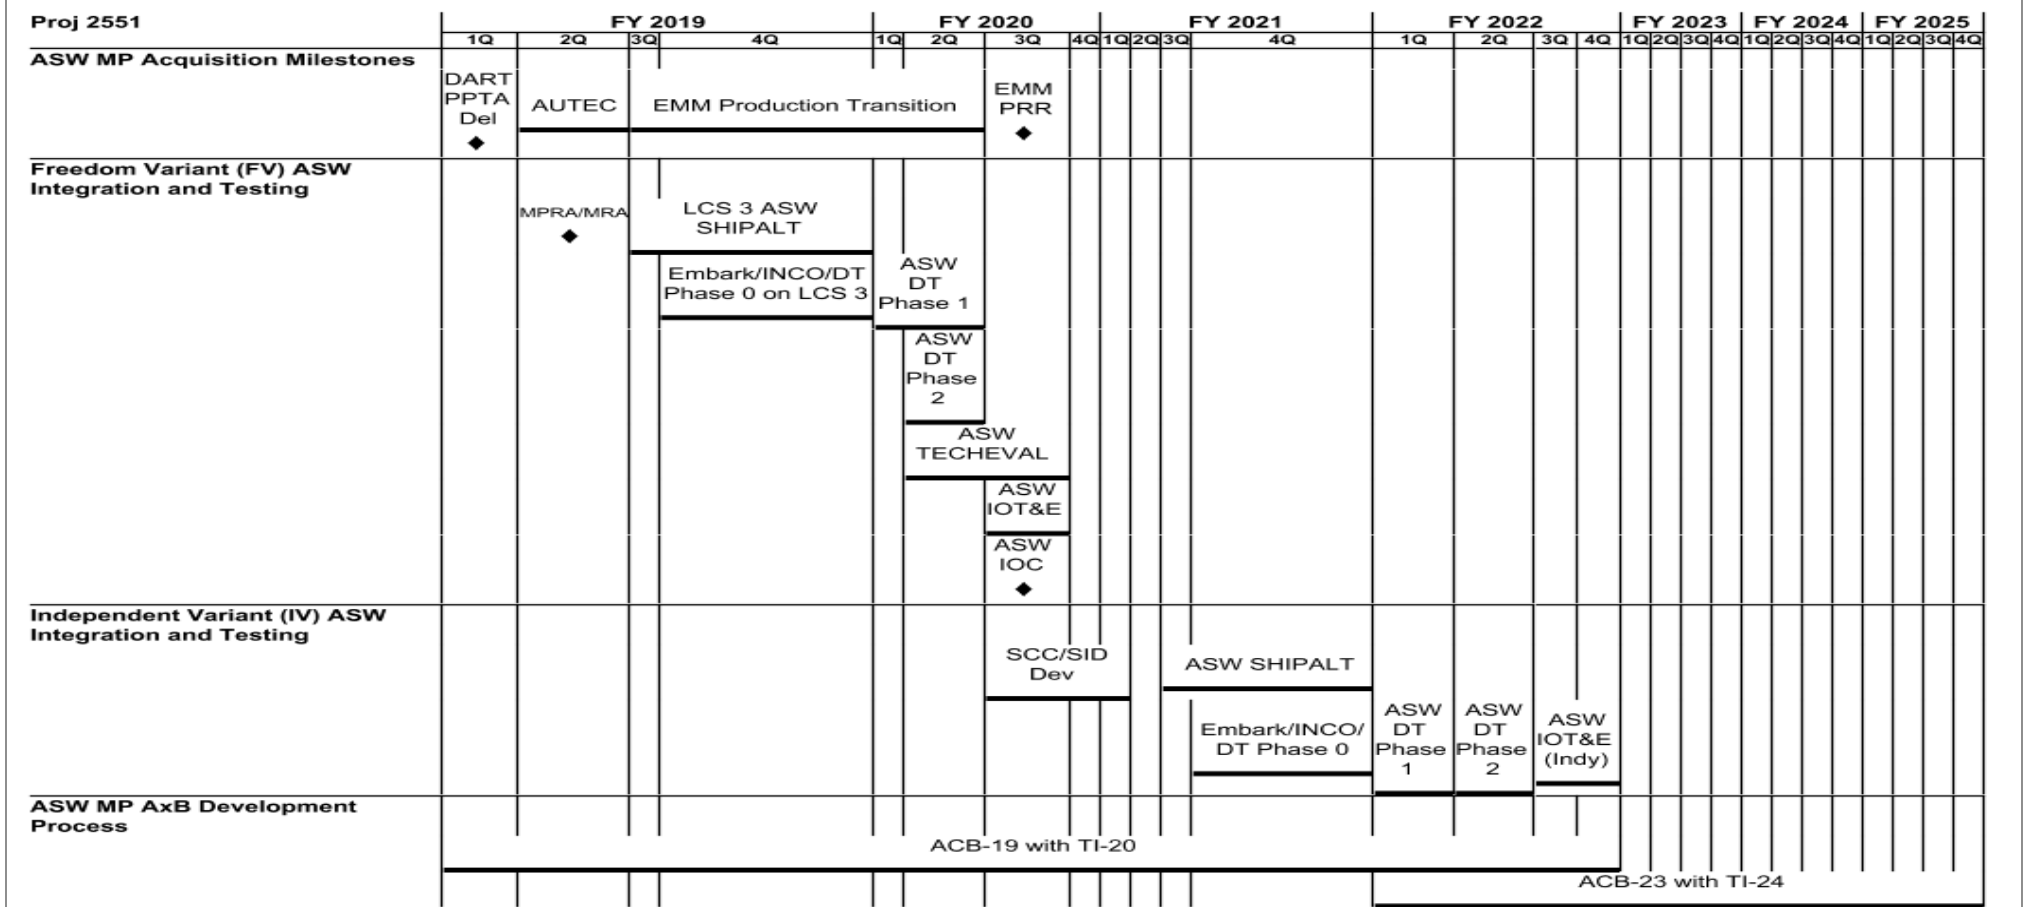 Proj 2551 FY 2019 FY 2020 FY 2021 FY 2022 FY 2023 FY 2024 FY 2025
1Q 2Q 3Q 4Q 1Q 2Q 3Q 4Q 1Q 2Q 3Q 4Q 1Q 2Q 3Q 4Q 1Q 2Q 3Q 4Q 1Q 2Q 3Q 4Q 1Q 2Q 3Q 4Q
ASW MP Acquisition Milestones
DART
PPTA
Del
AUTEC
EMM Production Transition
EMM
PRR
Freedom Variant (FV) ASW
Integration and Testing
MPRA/MRA
LCS 3 ASW
SHIPALT
Embark/INCO/DT
Phase 0 on LCS 3
ASW
DT
Phase 1
ASW
DT
Phase
2
ASW
TECHEVAL
ASW
IOT&E
ASW
IOC
Independent Variant (IV) ASW
Integration and Testing
SCC/SID
Dev
ASW SHIPALT
Embark/INCO/
DT Phase 0
ASW
DT
Phase
1
ASW
DT
Phase
2
ASW
IOT&E
(Indy)
ASW MP AxB Development
Process
ACB-19 with TI-20
ACB-23 with TI-24